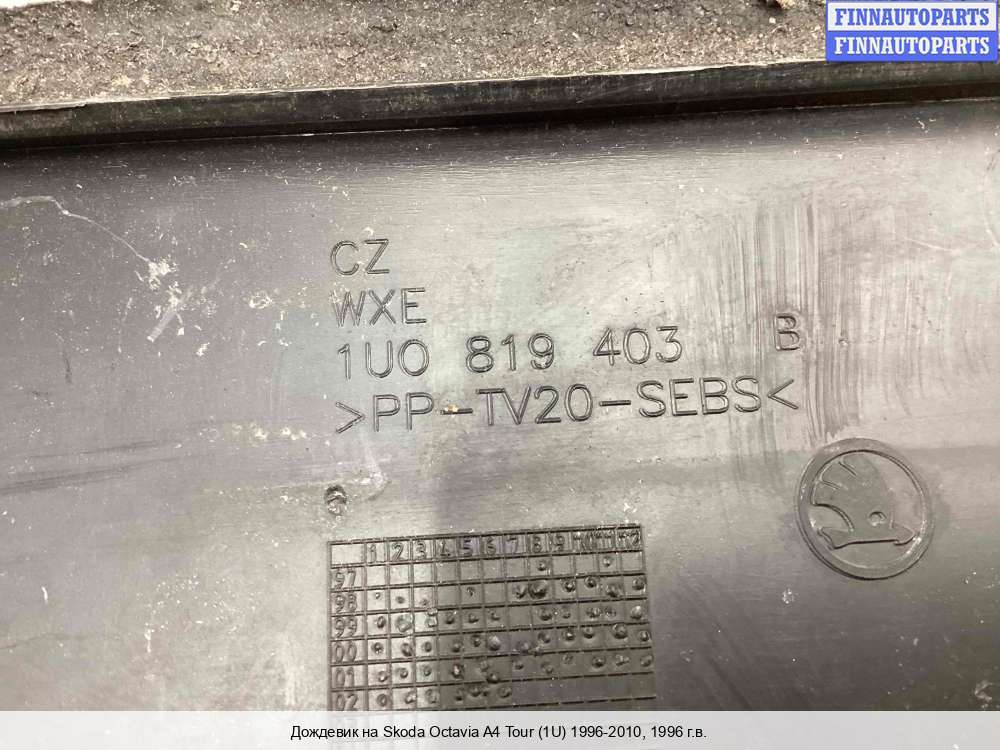 FINNAUTOPARTS
FINNAUTOPARTS
CZ
WXE
1U0 819 403 B
>PP-TV20-SEBS<
1 2 3 4 5 6 7 8 9 10 11 12
97
98
99
00
01
02
Дождевик на Skoda Octavia A4 Tour (1U) 1996-2010, 1996 г.в.